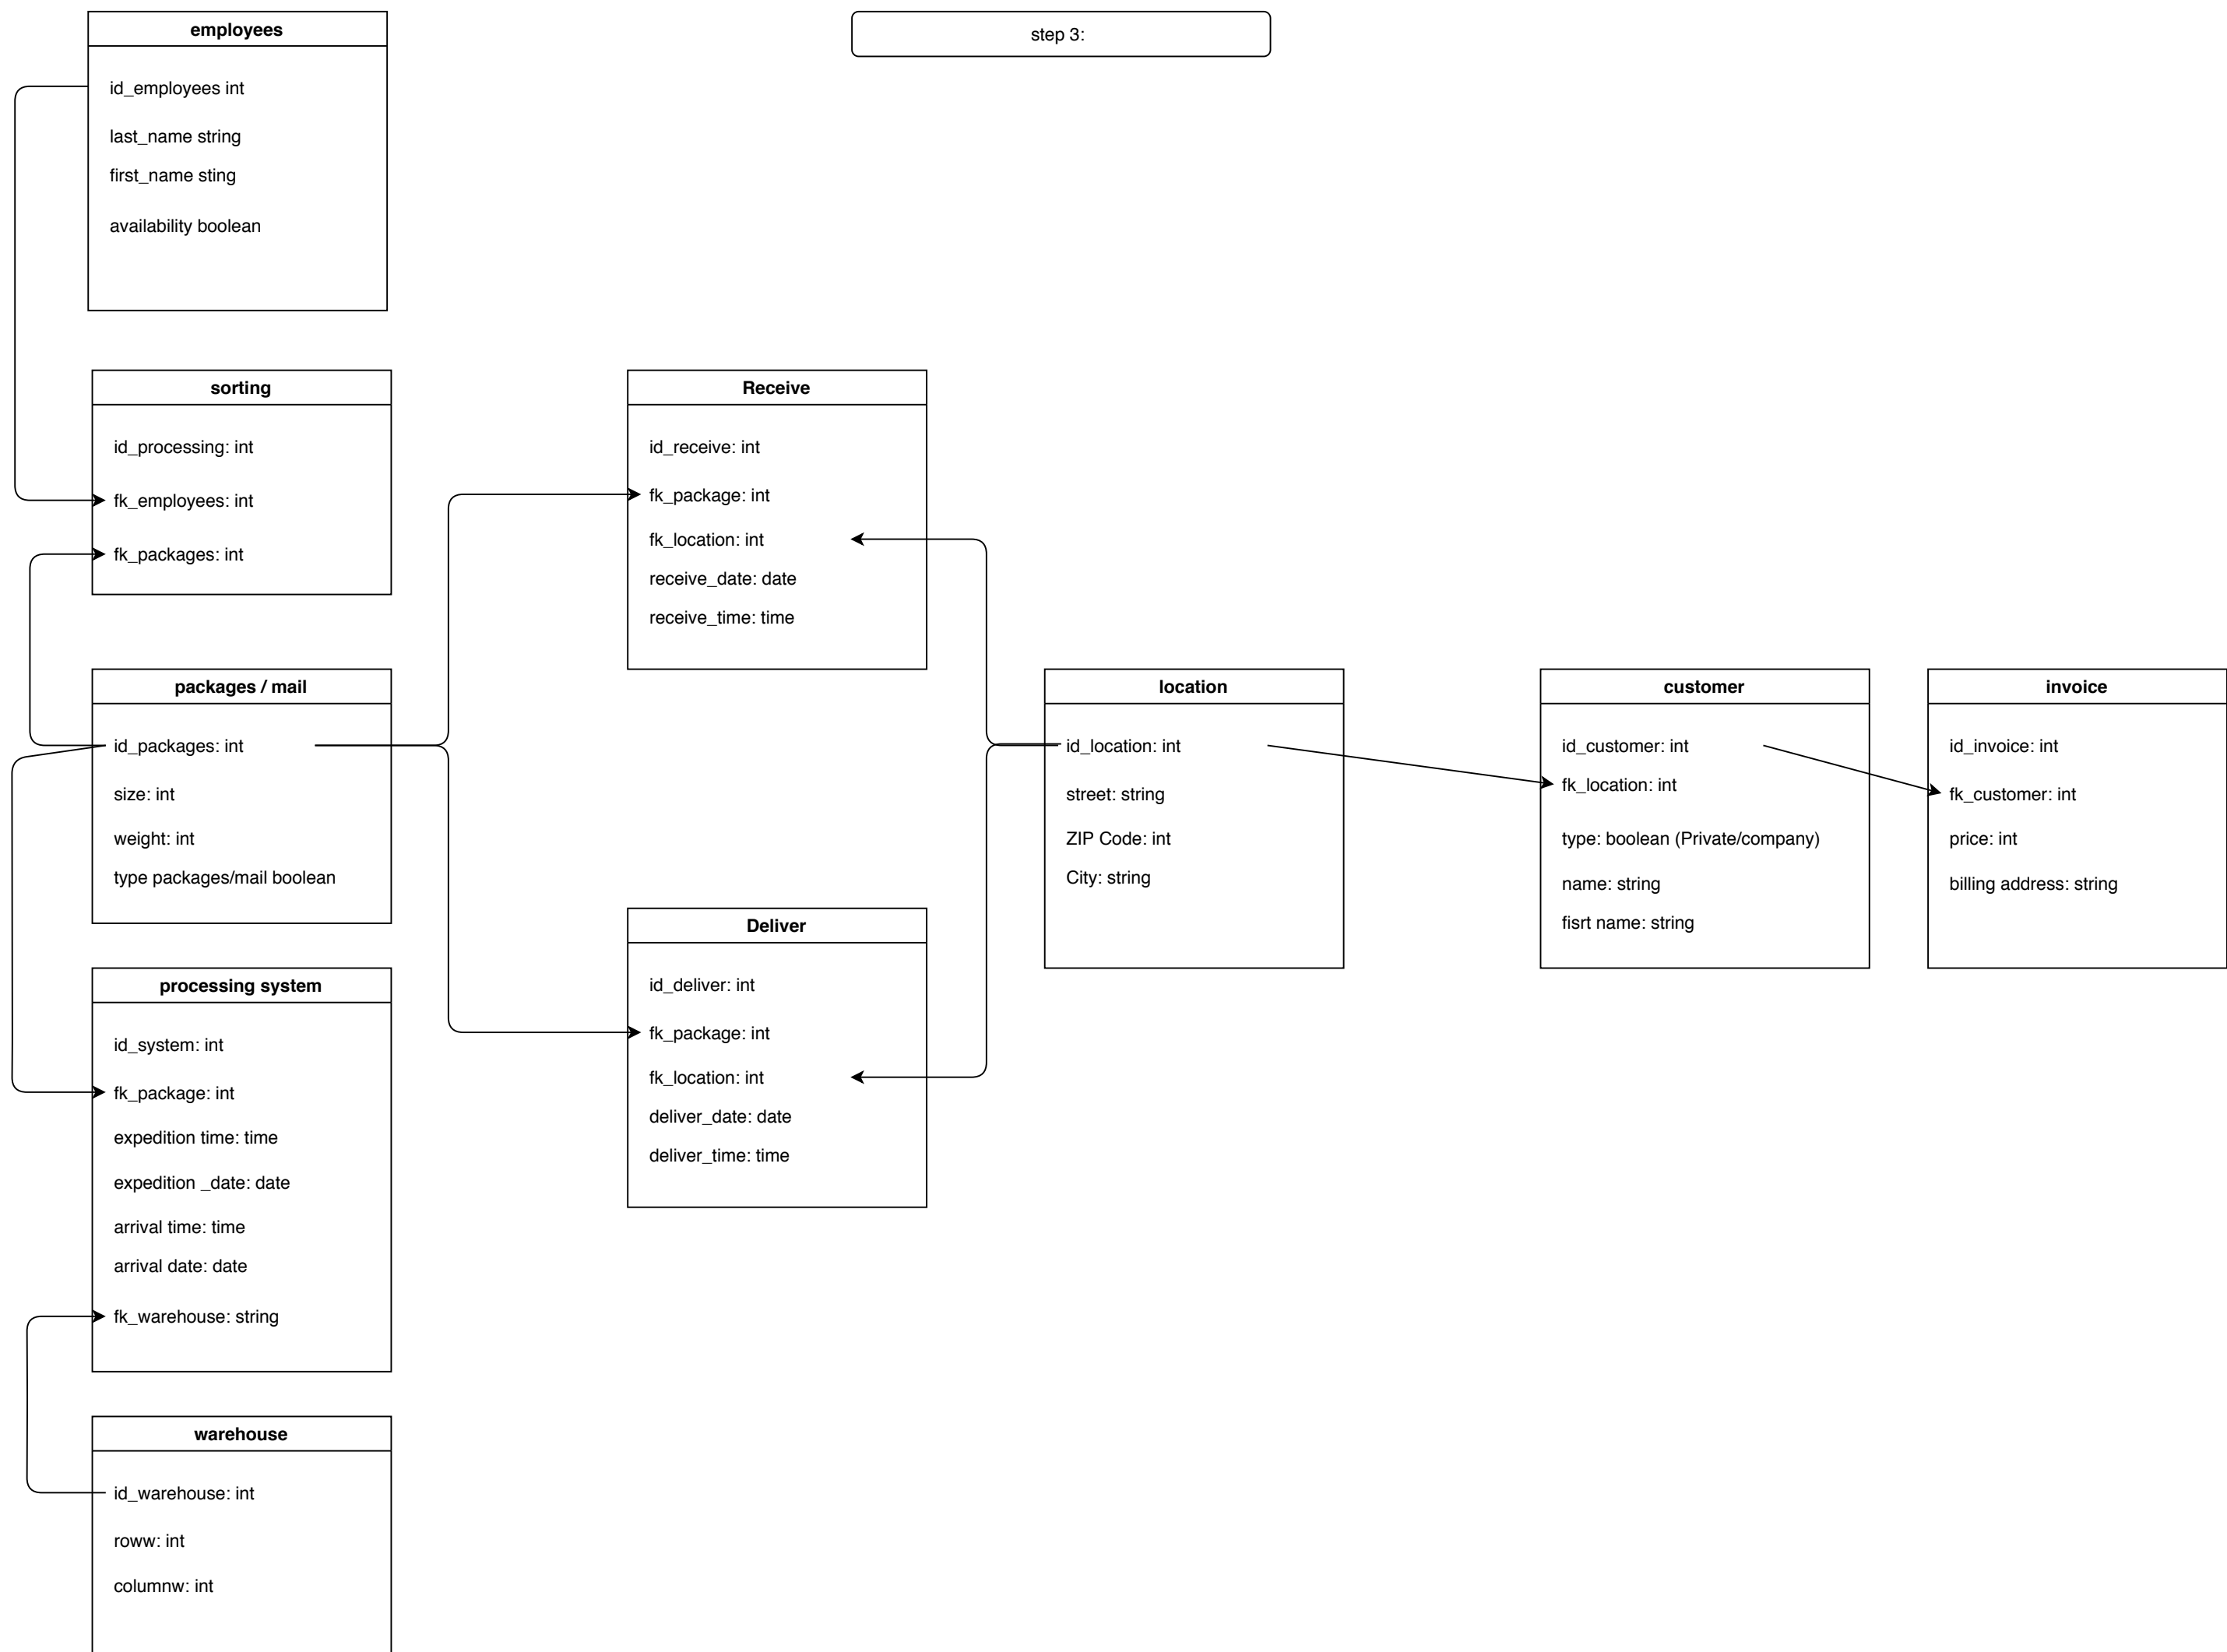 employees
id_employees int
last_name string
first_name sting
availability boolean
step 3:
sorting
id_processing: int
fk_employees: int
fk_packages: int
Receive
id_receive: int
fk_package: int
fk_location: int
receive_date: date
receive_time: time
packages / mail
id_packages: int
size: int
weight: int
type packages/mail boolean
location
id_location: int
street: string
ZIP Code: int
City: string
customer
id_customer: int
fk_location: int
type: boolean (Private/company)
name: string
fisrt name: string
invoice
id_invoice: int
fk_customer: int
price: int
billing address: string
Deliver
id_deliver: int
fk_package: int
fk_location: int
deliver_date: date
deliver_time: time
processing system
id_system: int
fk_package: int
expedition time: time
expedition _date: date
arrival time: time
arrival date: date
fk_warehouse: string
warehouse
id_warehouse: int
roww: int
columnw: int